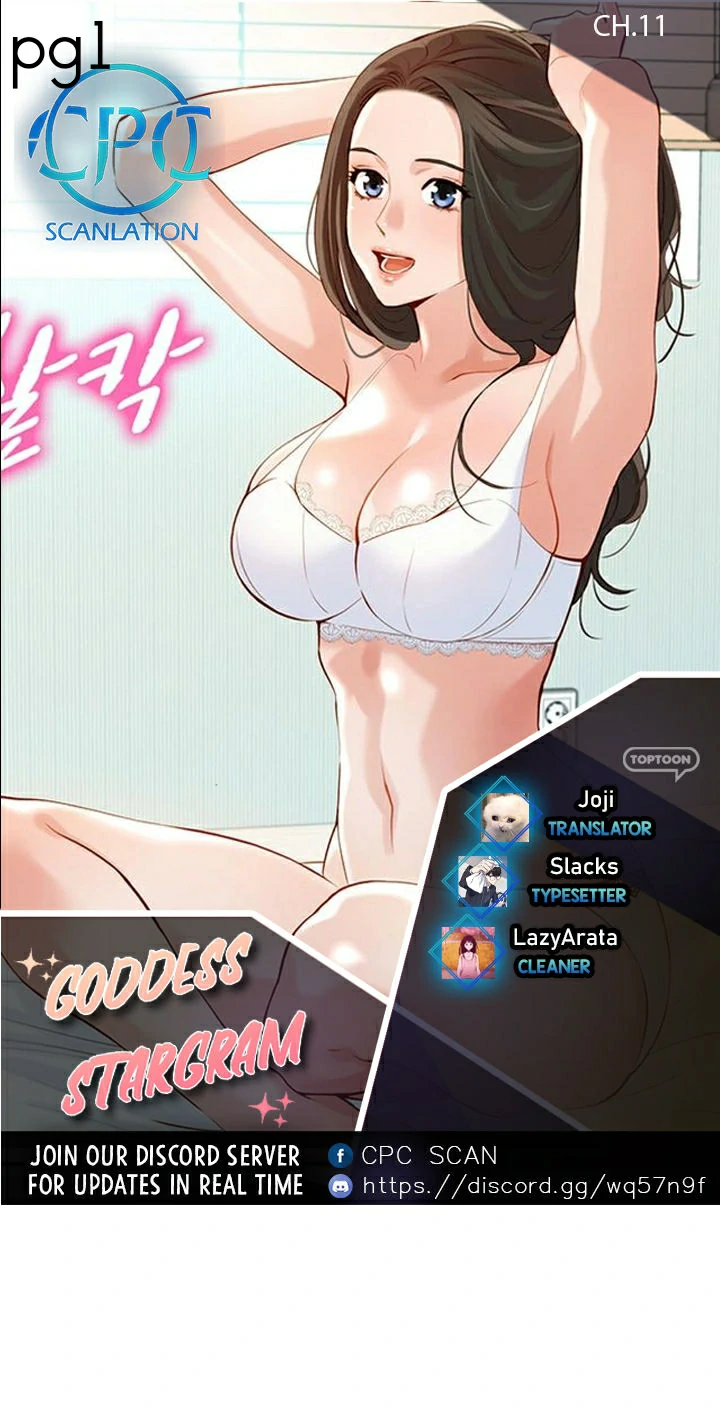 CH.11
pg1
CPC
SCANLATION
칵
TOPTOON
Joji
TRANSLATOR
Slacks
TYPESETTER
LazyArata
CLEANER
GODDESS
STARGRAM
JOIN OUR DISCORD SERVER
FOR UPDATES IN REAL TIME
CPC SCAN
https.//discord.gg/wq57n9f